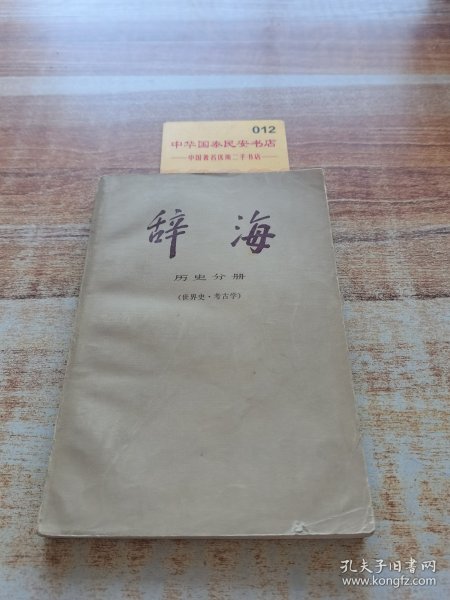 012
中华国泰民安书店
中国著名优雅二手书店
辞 海
历史分册
(世界史·考古学)
孔夫子旧书网
www.kongfz.com